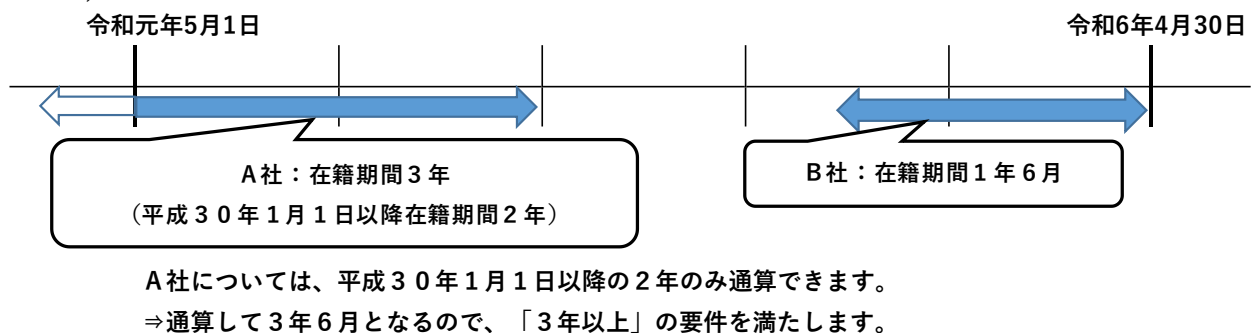 令和元年5月1日
令和6年4月30日
A社：在籍期間３年
（平成３０年１月１日以降在籍期間２年）
B社：在籍期間１年６月
A社については、平成３０年１月１日以降の２年のみ通算できます。
⇒通算して３年６月となるので、「３年以上」の要件を満たします。